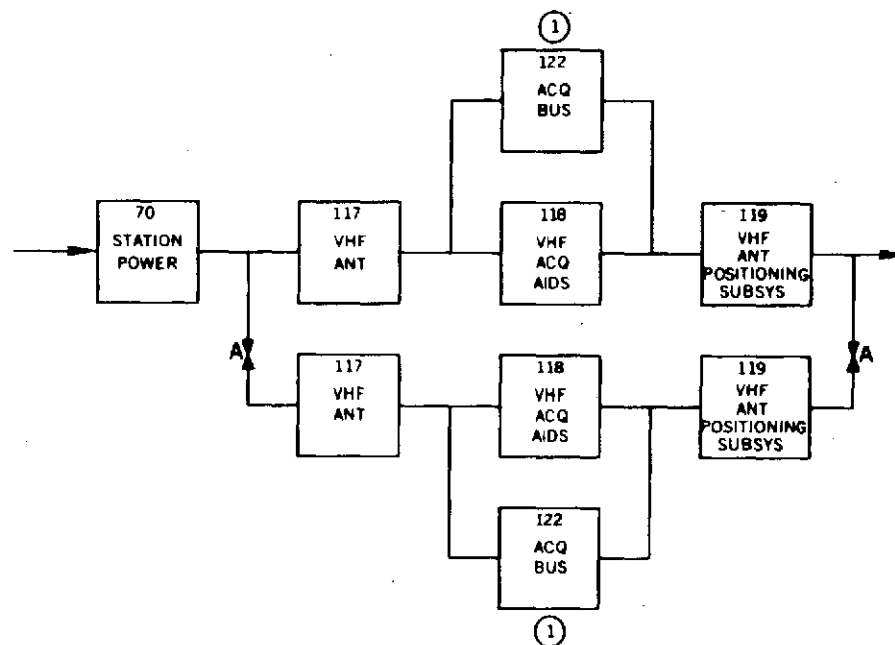 1
122
ACQ
BUS
70
STATION
POWER
117
VHF
ANT
118
VHF
ACQ
AIDS
119
VHF
ANT
POSITIONING
SUBSYS
A
A
117
VHF
ANT
118
VHF
ACQ
AIDS
119
VHF
ANT
POSITIONING
SUBSYS
122
ACQ
BUS
1